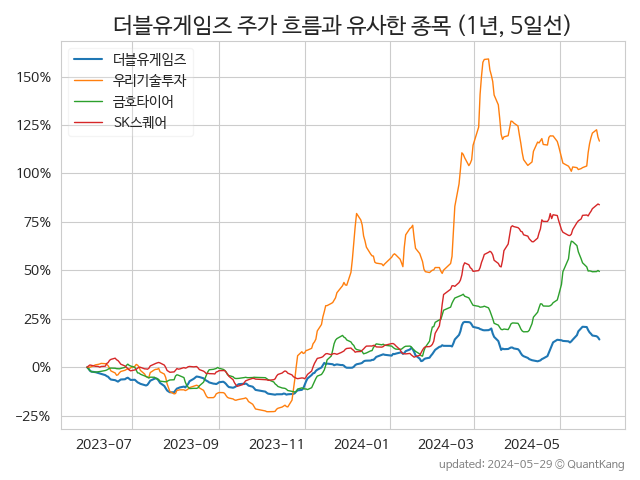 더블유게임즈 주가 흐름과 유사한 종목 (1년, 5일선)
더블유게임즈
우리기술투자
금호타이어
SK스퀘어
150%
125%
100%
75%
50%
25%
0%
−25%
2023-07 2023-09 2023-11 2024-01 2024-03 2024-05
updated: 2024-05-29 © QuantKang